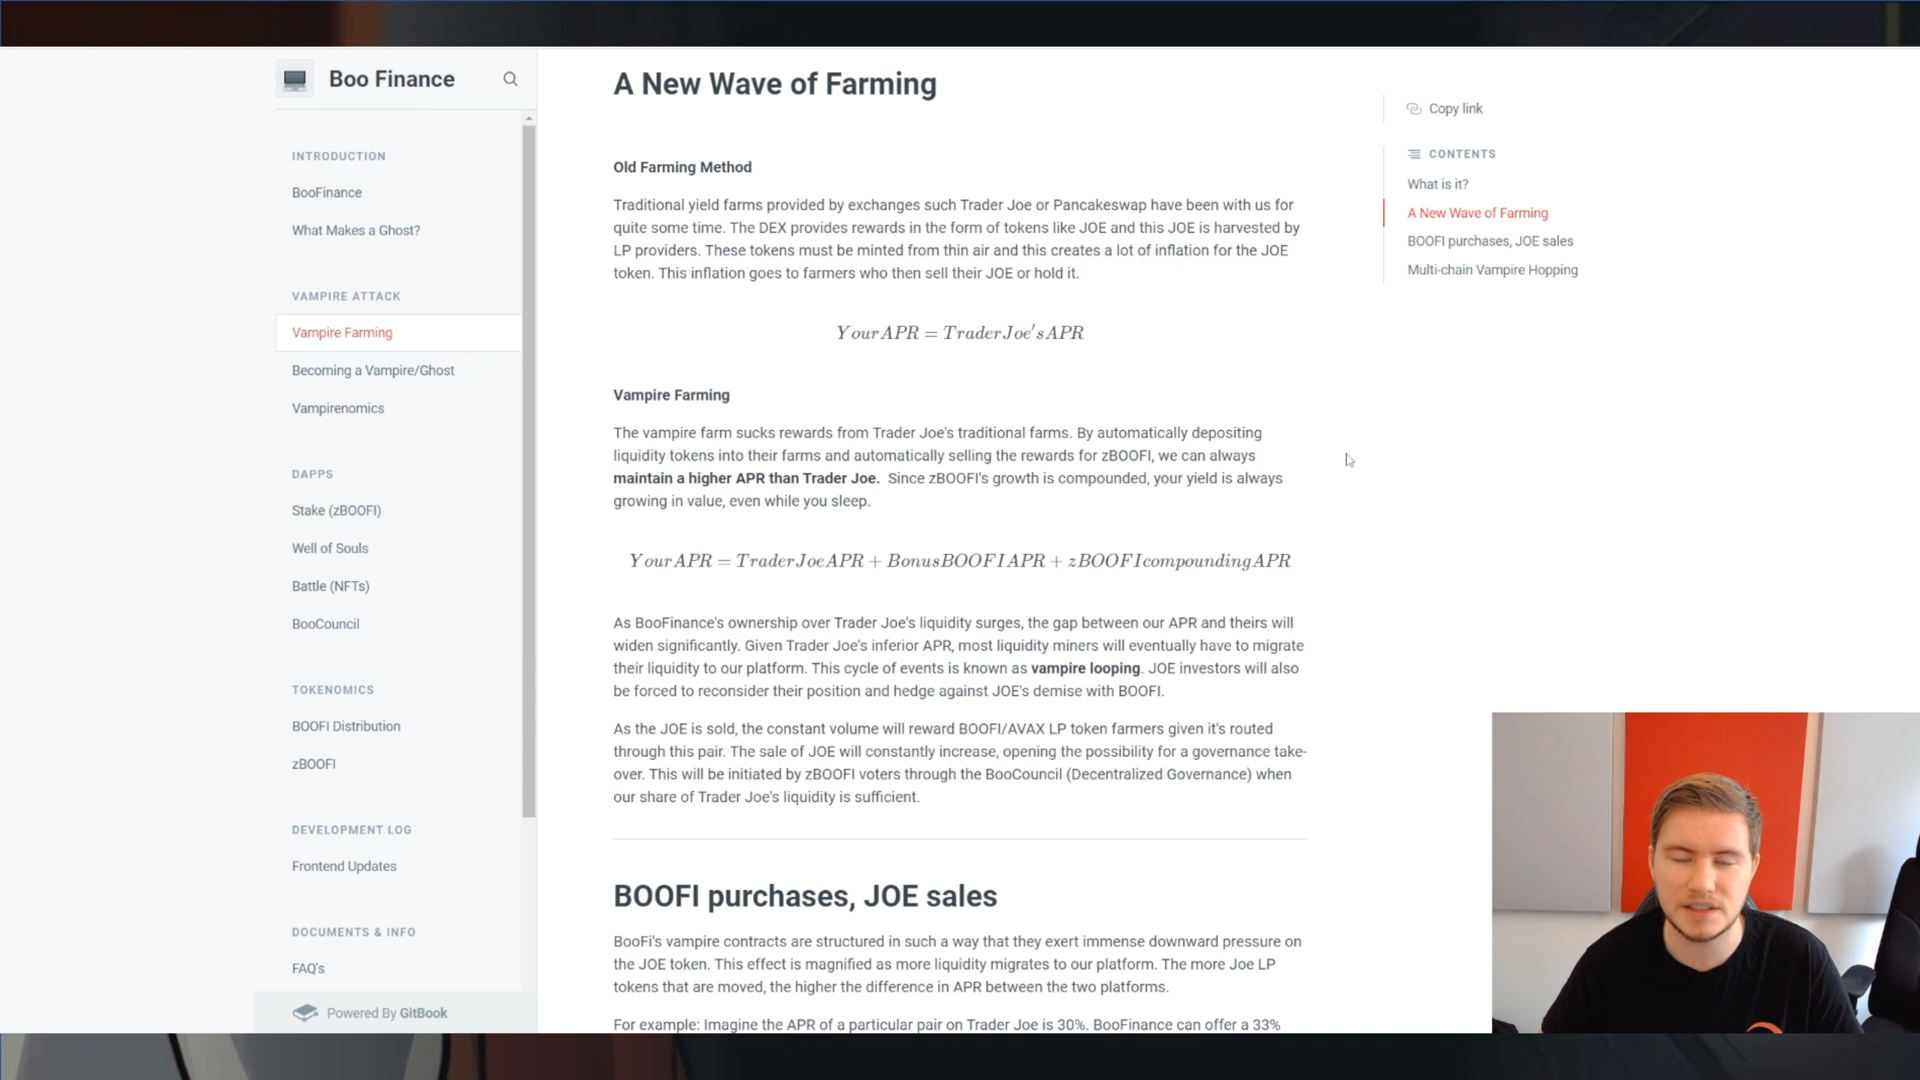 Boo Finance
INTRODUCTION
BooFinance
What Makes a Ghost?
VAMPIRE ATTACK
Vampire Farming
Becoming a Vampire/Ghost
Vampirenomics
DAPPS
Stake (zBOOFI)
Well of Souls
Battle (NFTs)
BooCouncil
TOKENOMICS
BOOFI Distribution
zBOOFI
DEVELOPMENT LOG
Frontend Updates
DOCUMENTS & INFO
FAQ's
Powered By GitBook
A New Wave of Farming
Old Farming Method
Traditional yield farms provided by exchanges such Trader Joe or Pancakeswap have been with us for
quite some time. The DEX provides rewards in the form of tokens like JOE and this JOE is harvested by
LP providers. These tokens must be minted from thin air and this creates a lot of inflation for the JOE
token. This inflation goes to farmers who then sell their JOE or hold it.
YourAPR = TraderJoe'sAPR
Vampire Farming
The vampire farm sucks rewards from Trader Joe's traditional farms. By automatically depositing
liquidity tokens into their farms and automatically selling the rewards for zBOOFI, we can always
maintain a higher APR than Trader Joe. Since zBOOFI's growth is compounded, your yield is always
growing in value, even while you sleep.
YourAPR = TraderJoeAPR + BonusBOOFIAPR + zBOOFIcompoundingAPR
As BooFinance's ownership over Trader Joe's liquidity surges, the gap between our APR and theirs will
widen significantly. Given Trader Joe's inferior APR, most liquidity miners will eventually have to migrate
their liquidity to our platform. This cycle of events is known as vampire looping. JOE investors will also
be forced to reconsider their position and hedge against JOE's demise with BOOFI.
As the JOE is sold, the constant volume will reward BOOFI/AVAX LP token farmers given it's routed
through this pair. The sale of JOE will constantly increase, opening the possibility for a governance take-
over. This will be initiated by zBOOFI voters through the BooCouncil (Decentralized Governance) when
our share of Trader Joe's liquidity is sufficient.
BOOFI purchases, JOE sales
BooFi's vampire contracts are structured in such a way that they exert immense downward pressure on
the JOE token. This effect is magnified as more liquidity migrates to our platform. The more Joe LP
tokens that are moved, the higher the difference in APR between the two platforms.
For example: Imagine the APR of a particular pair on Trader Joe is 30%. BooFinance can offer a 33%
Copy link
CONTENTS
What is it?
A New Wave of Farming
BOOFI purchases, JOE sales
Multi-chain Vampire Hopping